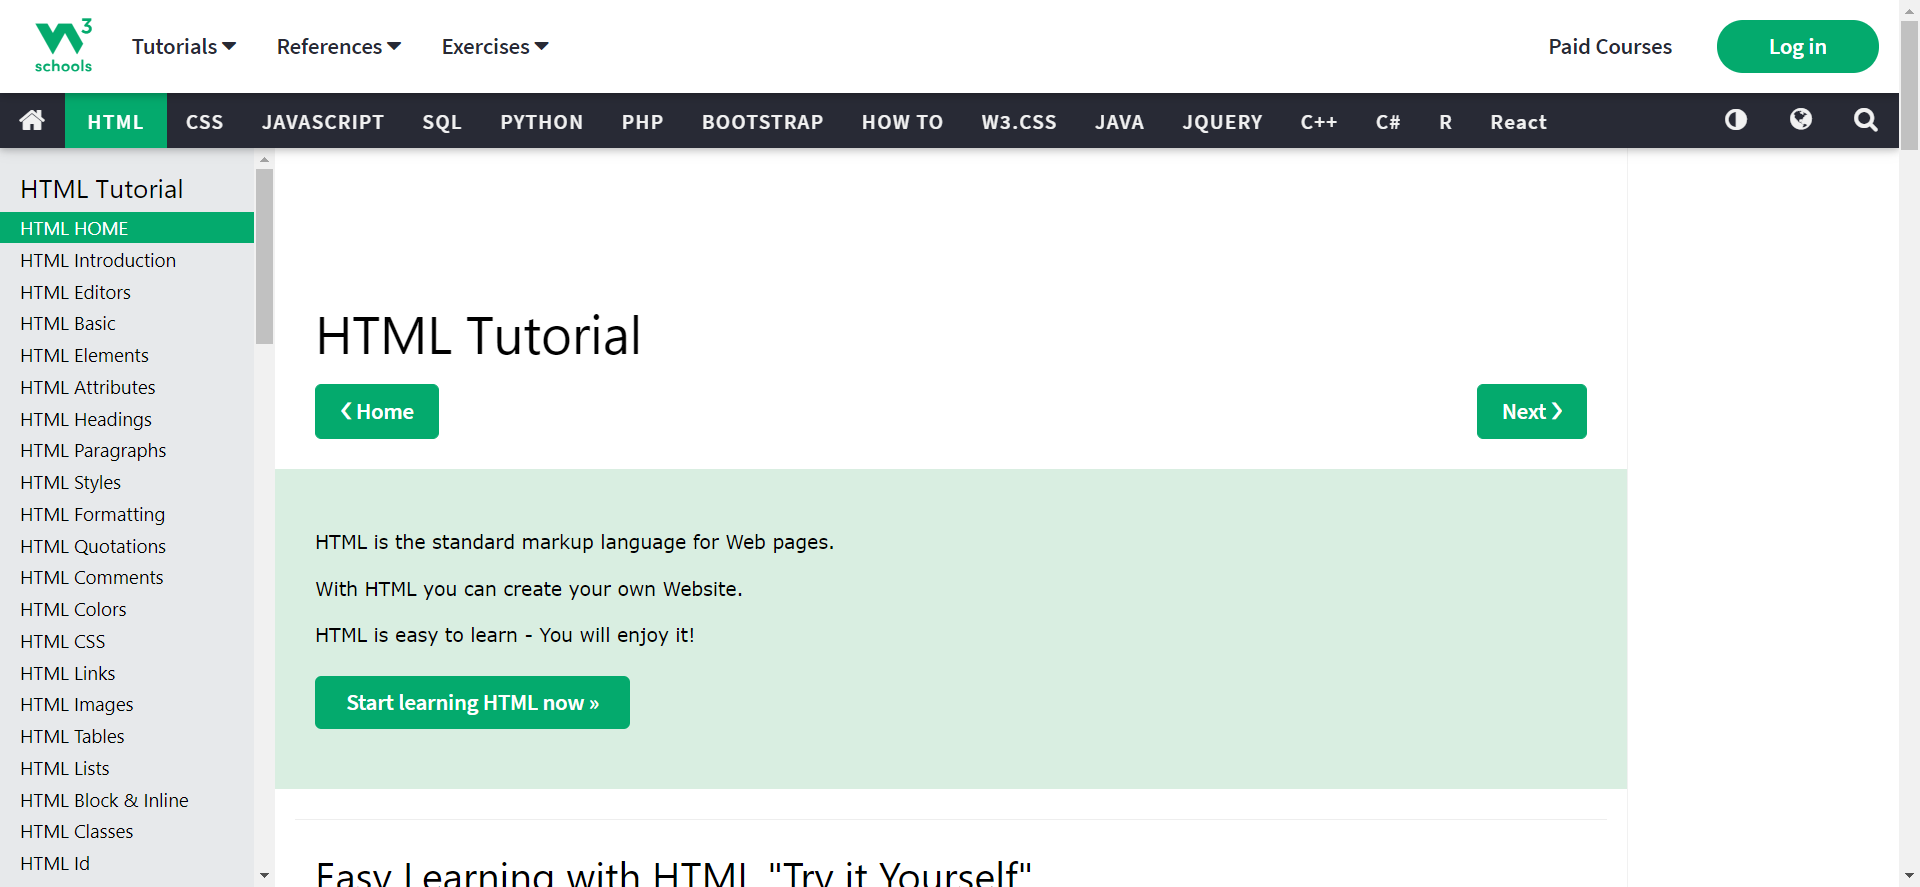 3
schools
Tutorials References Exercises Paid Courses Log in
HTML CSS JAVASCRIPT SQL PYTHON PHP BOOTSTRAP HOW TO W3.CSS JAVA JQUERY C++ C# R React
HTML Tutorial
HTML HOME
HTML Introduction
HTML Editors
HTML Basic
HTML Elements
HTML Attributes
HTML Headings
HTML Paragraphs
HTML Styles
HTML Formatting
HTML Quotations
HTML Comments
HTML Colors
HTML CSS
HTML Links
HTML Images
HTML Tables
HTML Lists
HTML Block & Inline
HTML Classes
HTML Id
HTML Tutorial
❮ Home Next ❯
HTML is the standard markup language for Web pages.
With HTML you can create your own Website.
HTML is easy to learn - You will enjoy it!
Start learning HTML now »
Easy Learning with HTML "Try it Yourself"